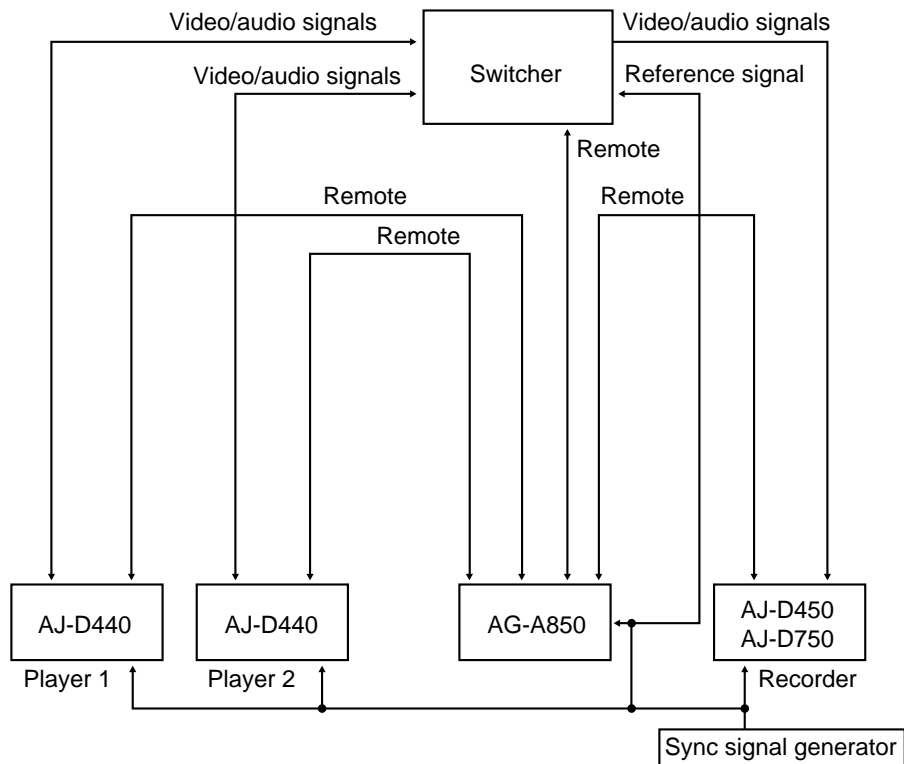 Video/audio signals
Video/audio signals
Video/audio signals
Switcher
Reference signal
Remote
Remote
Remote
AJ-D440
AJ-D440
AG-A850
AJ-D450
AJ-D750
Player 1
Player 2
Recorder
Sync signal generator